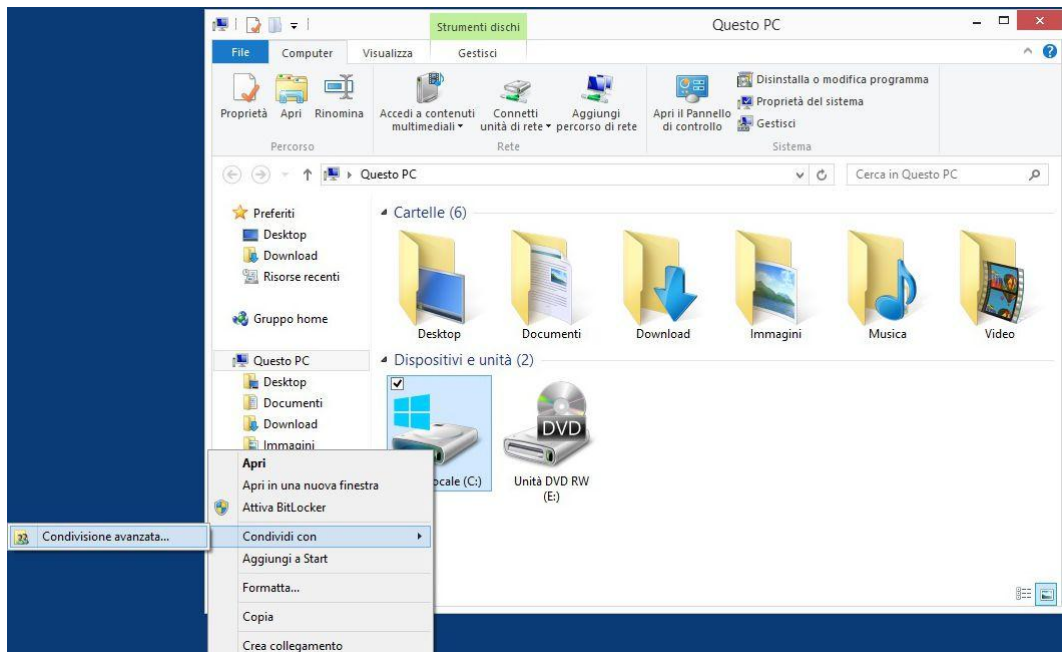 Strumenti dischi
Questo PC
File
Computer
Visualizza
Gestisci
Proprietà
Apri
Rinomina
Accedi a contenuti
multimediali
Connetti
unità di rete
Aggiungi
percorso di rete
Apri il Pannello
di controllo
Disinstalla o modifica programma
Proprietà del sistema
Gestisci
Percorso
Rete
Sistema
Questo PC
Cerca in Questo PC
Preferiti
Desktop
Download
Risorse recenti
Gruppo home
Questo PC
Desktop
Documenti
Download
Immagini
Cartelle (6)
Desktop
Documenti
Download
Immagini
Musica
Video
Dispositivi e unità (2)
(C:)
DVD
Unità DVD RW
(E:)
Apri
Apri in una nuova finestra
Attiva BitLocker
Condividi con
Condivisione avanzata...
Aggiungi a Start
Formatta...
Copia
Crea collegamento